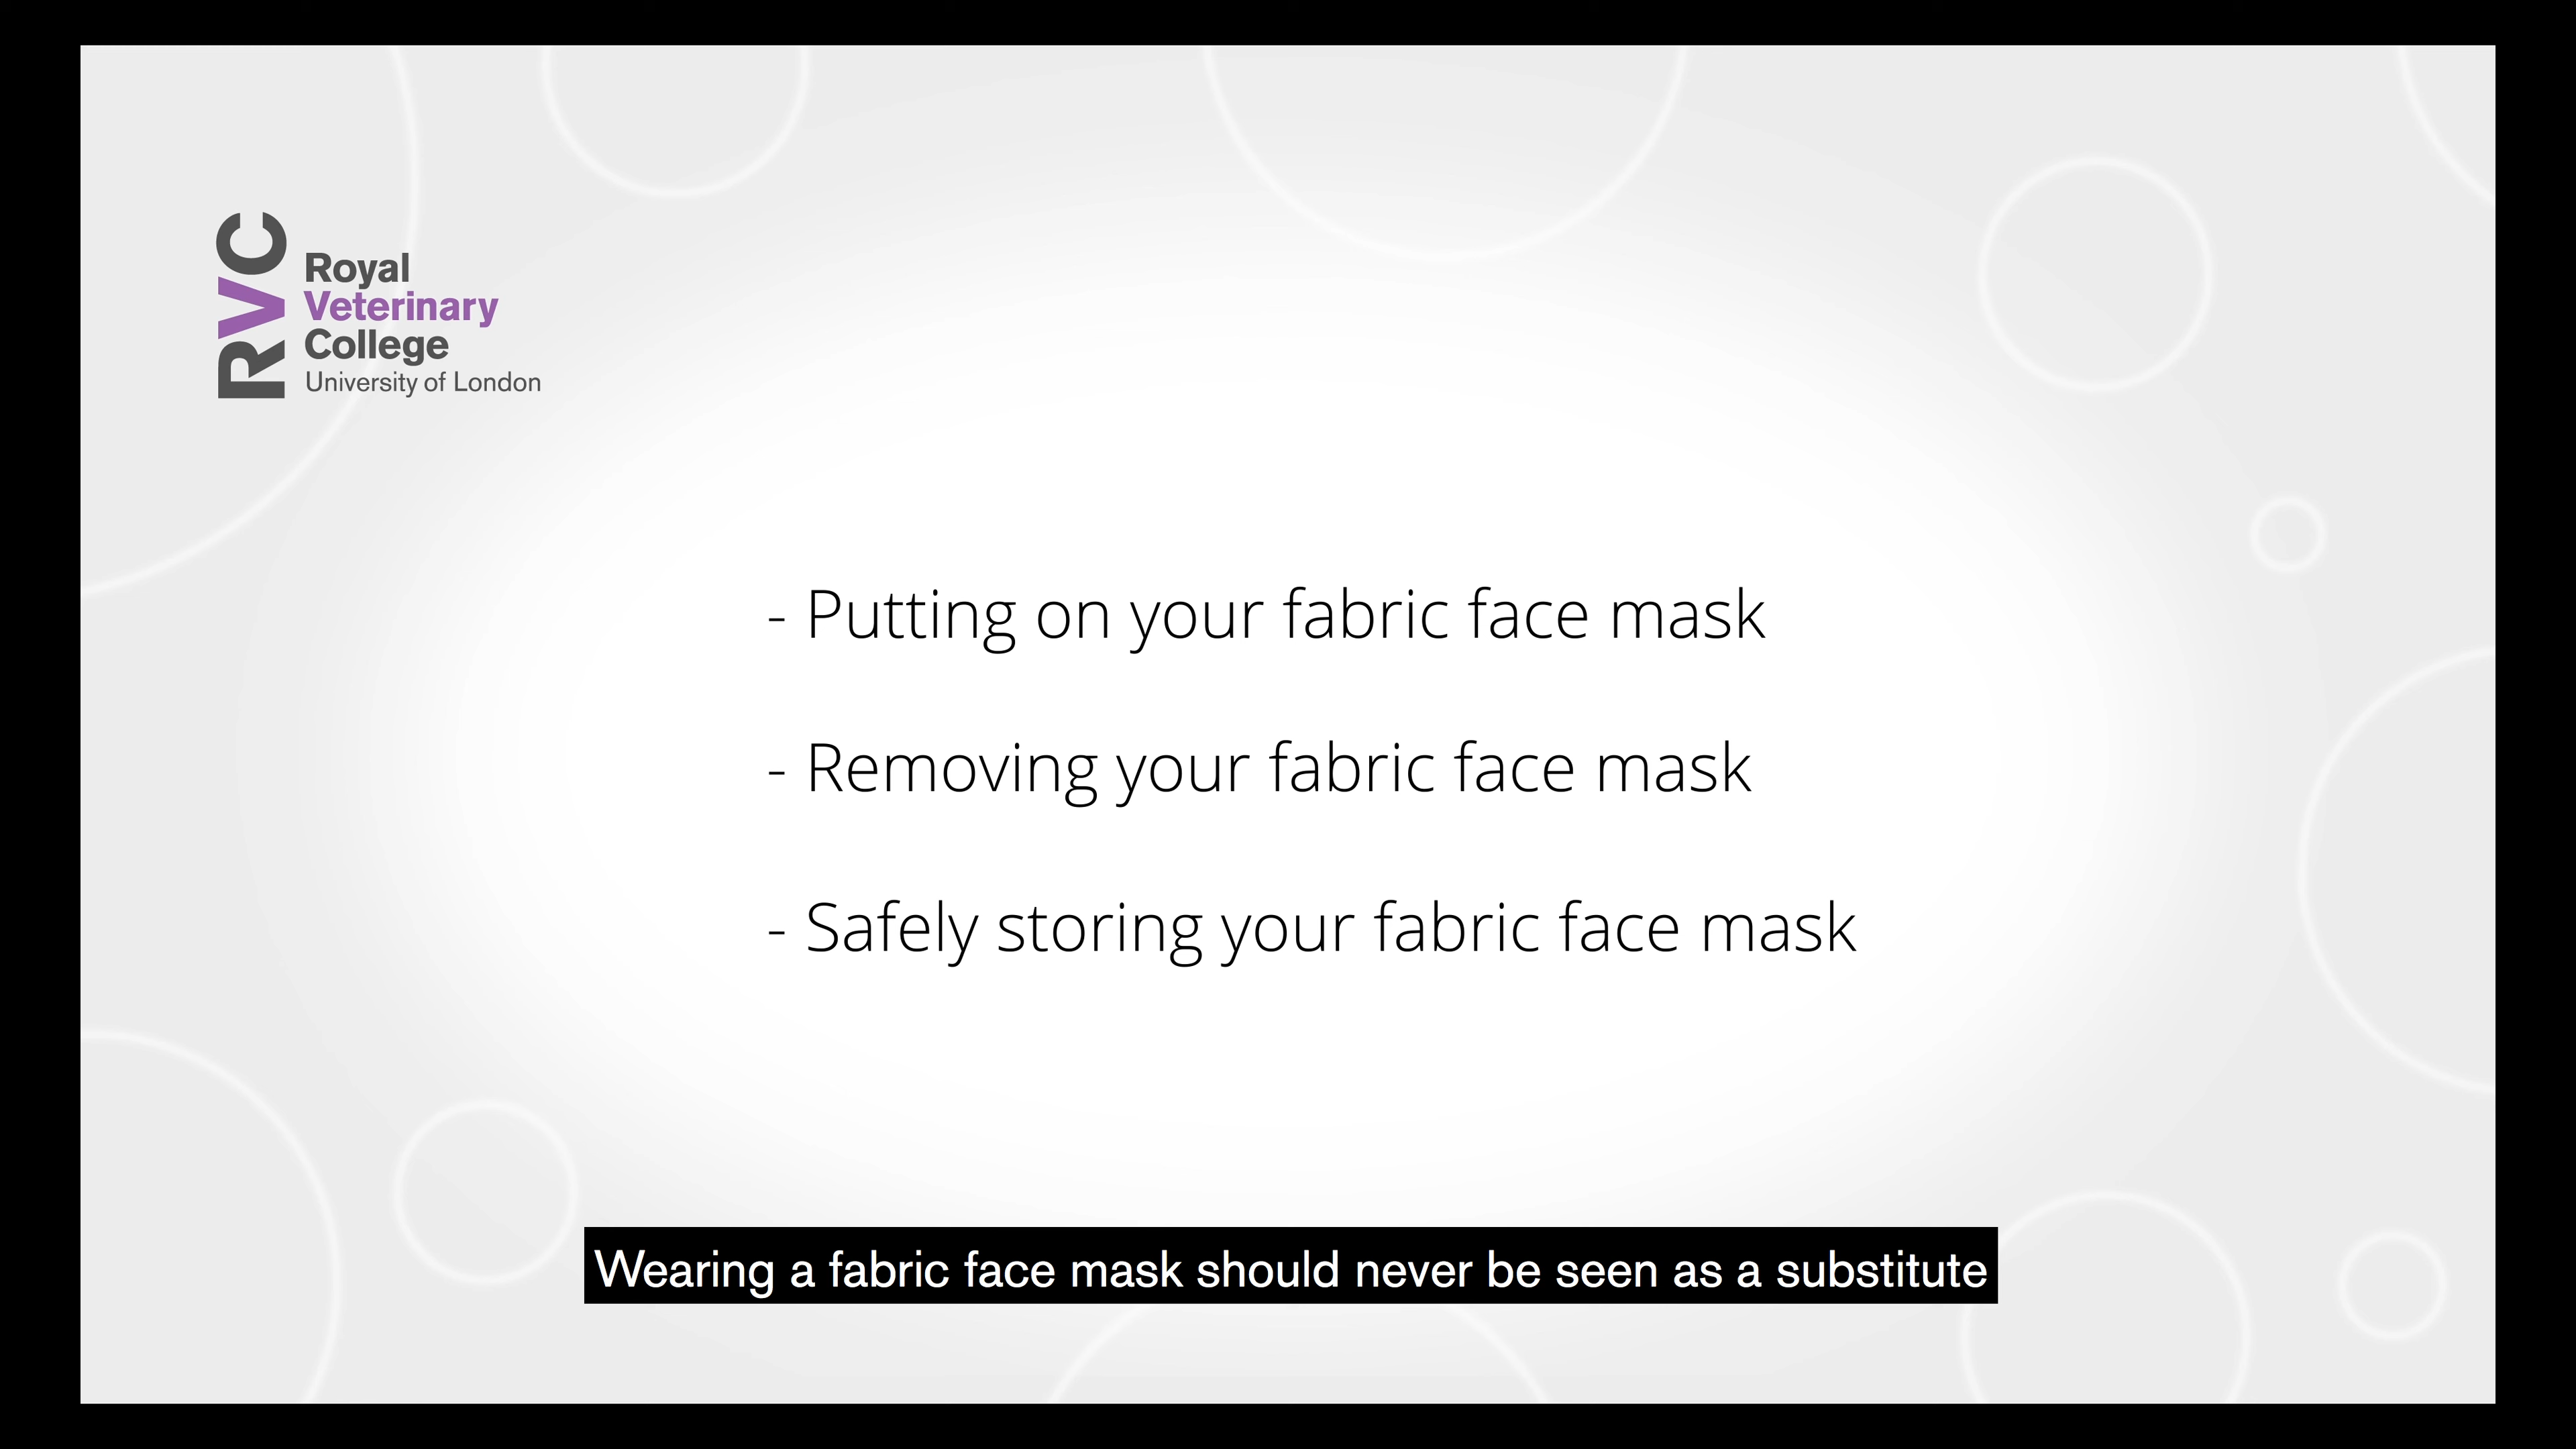 RVC
Royal
Veterinary
College
University of London
- Putting on your fabric face mask
- Removing your fabric face mask
- Safely storing your fabric face mask
Wearing a fabric face mask should never be seen as a substitute